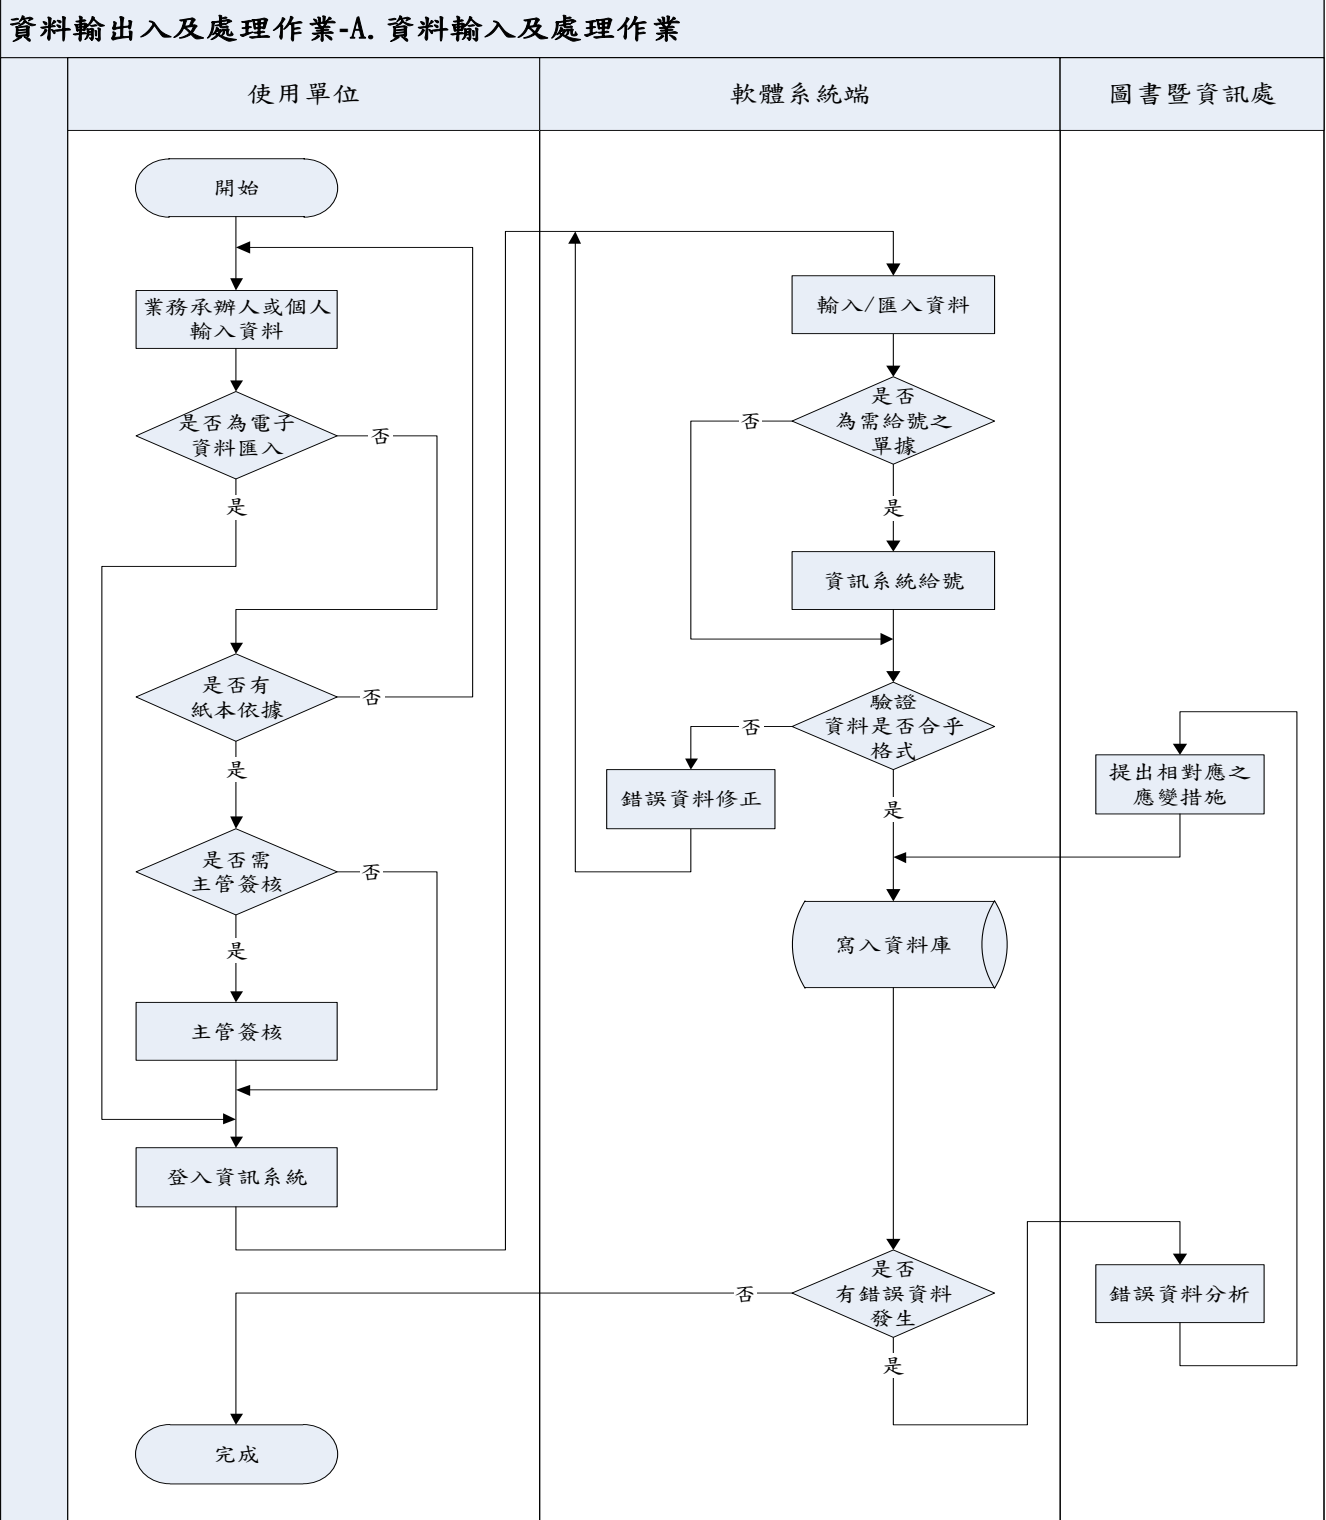 資料輸出入及處理作業-A. 資料輸入及處理作業
使用單位
軟體系統端
圖書暨資訊處
開始
業務承辦人或個人
輸入資料
是否為電子
資料匯入
否
是
是否有
紙本依據
否
是
是否需
主管簽核
否
是
主管簽核
登入資訊系統
完成
輸入/匯入資料
是否
為需給號之
單據
否
是
資訊系統給號
驗證
資料是否合乎
格式
否
錯誤資料修正
是
寫入資料庫
是否
有錯誤資料
發生
否
是
提出相對應之
應變措施
錯誤資料分析